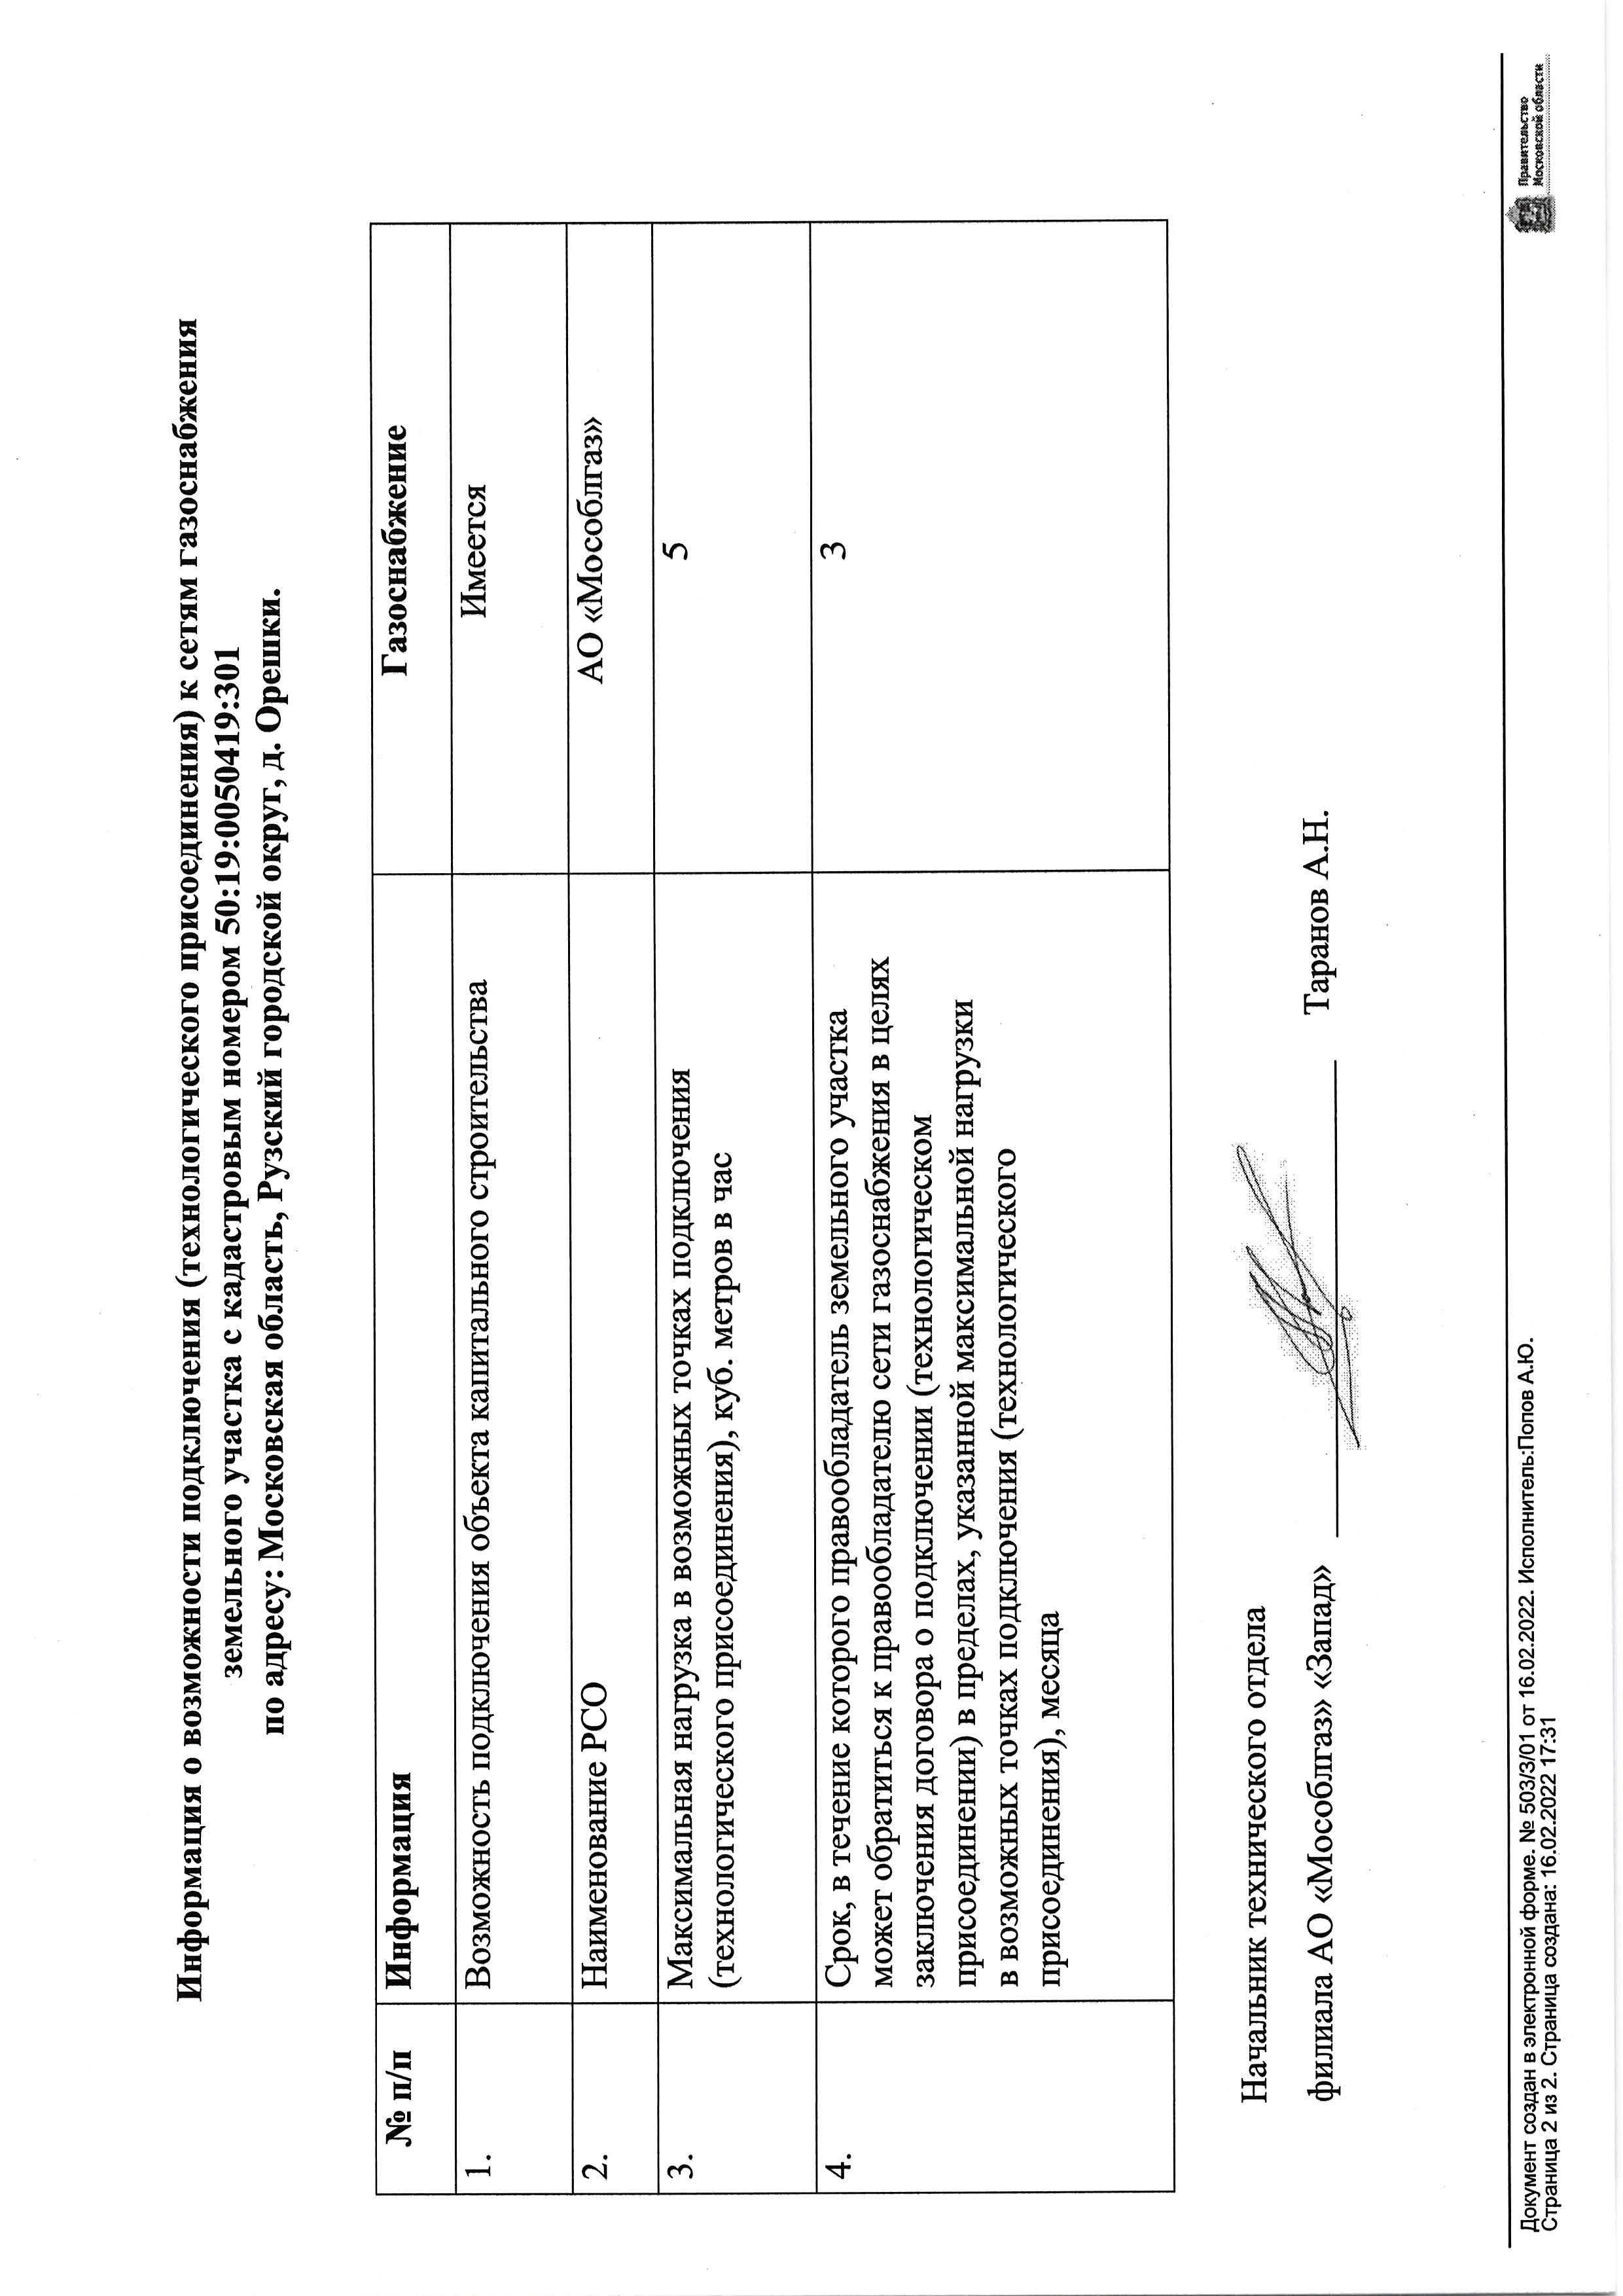 Информация о возможности подключения (технологического присоединения) к сетям газоснабжения
земельного участка с кадастровым номером 50:19:0050419:301
по адресу: Московская область, Рузский городской округ, д. Орешки.
№ п/п Информация Газоснабжение
1. Возможность подключения объекта капитального строительства Имеется
2. Наименование РСО АО «Мособлгаз»
3. Максимальная нагрузка в возможных точках подключения 5
(технологического присоединения), куб. метров в час
4. Срок, в течение которого правообладатель земельного участка 3
может обратиться к правообладателю сети газоснабжения в целях
заключения договора о подключении (технологическом
присоединении) в пределах, указанной максимальной нагрузки
в возможных точках подключения (технологического
присоединения), месяца
Начальник технического отдела
филиала АО «Мособлгаз» «Запад» Таранов А.Н.
Документ создан в электронной форме. № 503/3/01 от 16.02.2022. Исполнитель:Попов А.Ю.
Страница 2 из 2. Страница создана: 16.02.2022 17:31
Правительство
Московской области